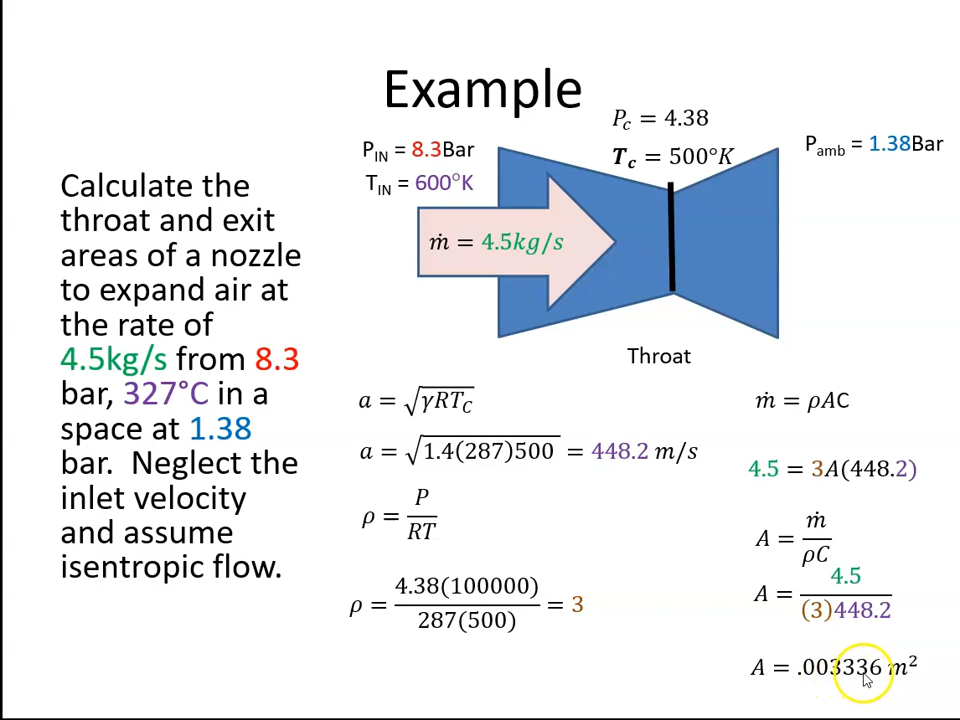 Example
Calculate the
throat and exit
areas of a nozzle
to expand air at
the rate of
4.5kg/s from 8.3
bar, 327°C in a
space at 1.38
bar. Neglect the
inlet velocity
and assume
isentropic flow.
P_IN = 8.3Bar
T_IN = 600°K
P_c = 4.38
T_c = 500°K
P_amb = 1.38Bar
ṁ = 4.5kg/s
Throat
a = √(γRT_C)
a = √(1.4(287)500) = 448.2 m/s
ρ = P/RT
ρ = 4.38(100000)/287(500) = 3
ṁ = ρAC
4.5 = 3A(448.2)
A = ṁ/ρC
A = 4.5/(3)448.2
A = .003336 m²